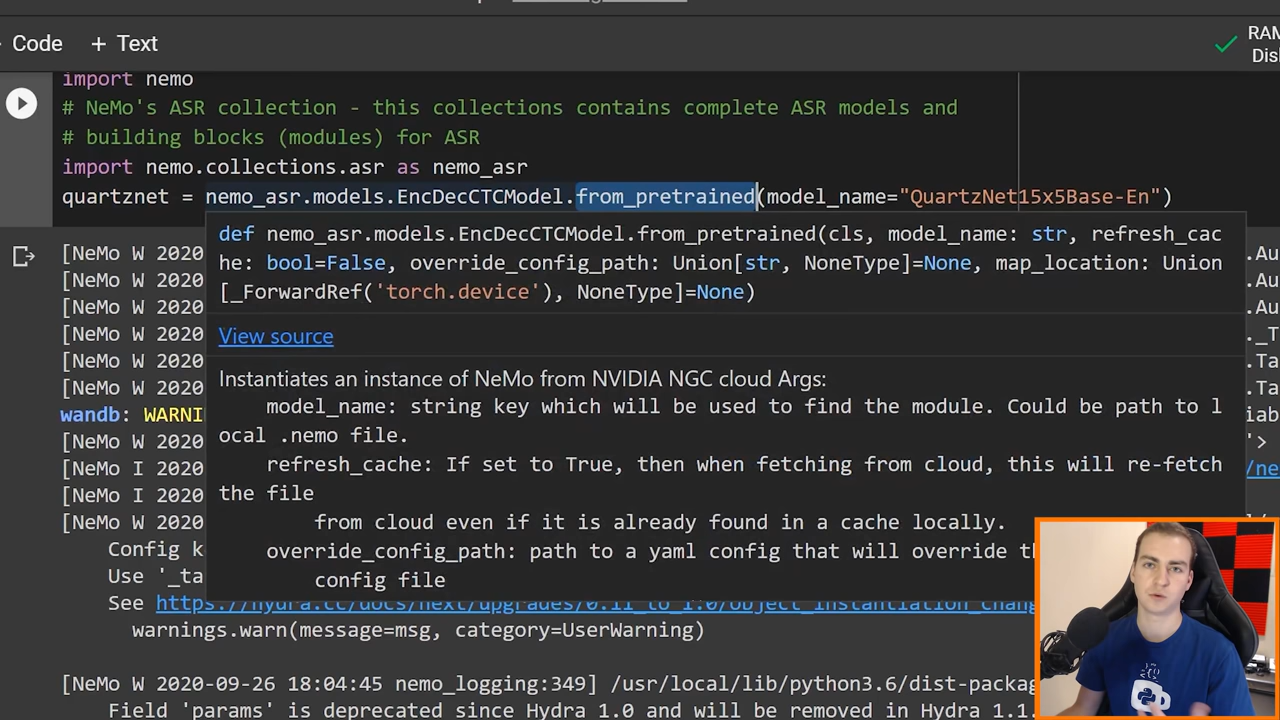 Code + Text
RAM
Disk
import nemo
# NeMo's ASR collection - this collections contains complete ASR models and
# building blocks (modules) for ASR
import nemo.collections.asr as nemo_asr
quartznet = nemo_asr.models.EncDecCTCModel.from_pretrained(model_name="QuartzNet15x5Base-En")
def nemo_asr.models.EncDecCTCModel.from_pretrained(cls, model_name: str, refresh_cac
he: bool=False, override_config_path: Union[str, NoneType]=None, map_location: Union
[_ForwardRef('torch.device'), NoneType]=None)
View source
Instantiates an instance of NeMo from NVIDIA NGC cloud Args:
model_name: string key which will be used to find the module. Could be path to l
ocal .nemo file.
refresh_cache: If set to True, then when fetching from cloud, this will re-fetch
the file
from cloud even if it is already found in a cache locally.
override_config_path: path to a yaml config that will override
config file
[NeMo W 2020
[NeMo W 2020
[NeMo W 2020
[NeMo W 2020
[NeMo W 2020
[NeMo W 2020
wandb: WARNI
[NeMo W 2020
[NeMo I 2020
[NeMo I 2020
[NeMo W 2020
Config k
Use '_ta
See https://hydra.cc/docs/next/upgrades/0.11_to_1.0/object_instantiation_chang
warnings.warn(message=msg, category=UserWarning)
[NeMo W 2020-09-26 18:04:45 nemo_logging:349] /usr/local/lib/python3.6/dist-packag
Field 'params' is deprecated since Hydra 1.0 and will be removed in Hydra 1.1.